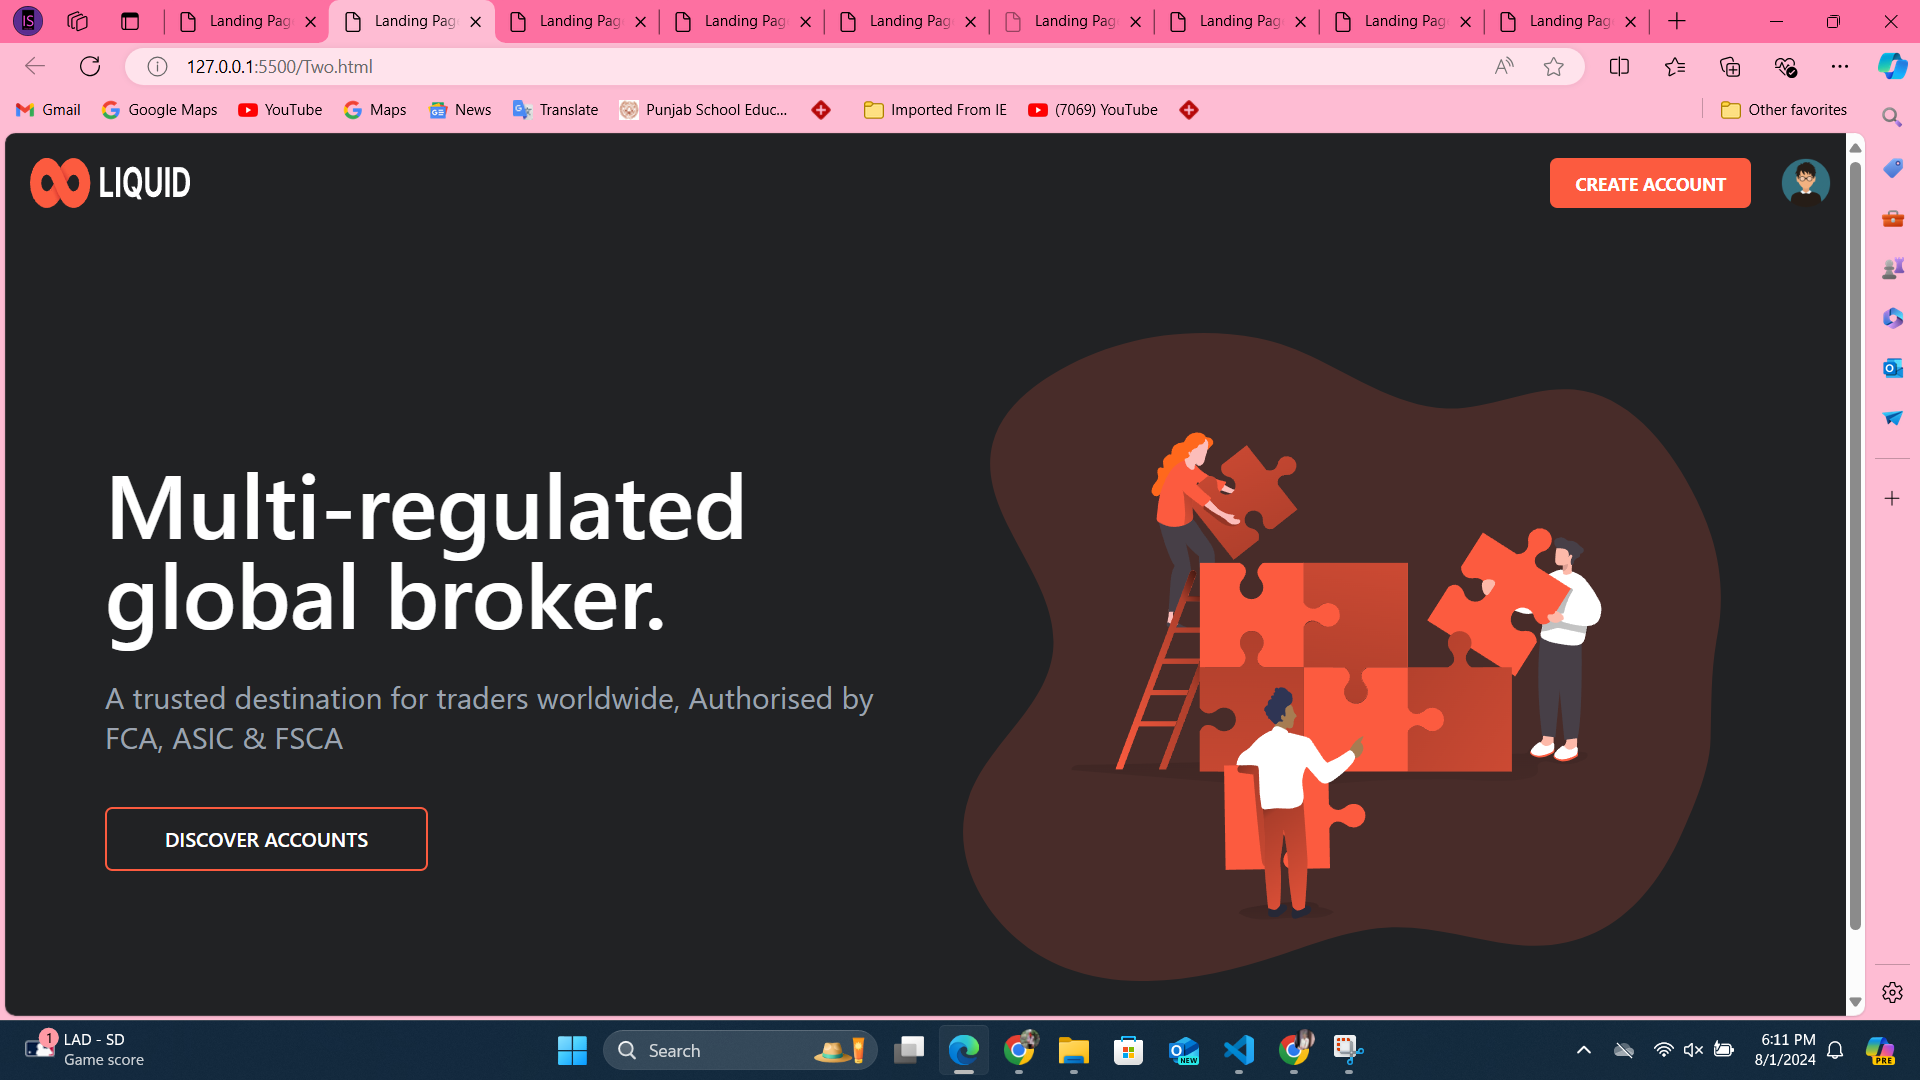 IS
Landing Pag
Landing Pag
Landing Pag
Landing Pag
Landing Pag
Landing Pag
Landing Pag
Landing Pag
Landing Pag
127.0.0.1:5500/Two.html
Gmail
Google Maps
YouTube
Maps
News
Translate
Punjab School Educ...
Imported From IE
(7069) YouTube
Other favorites
LIQUID
CREATE ACCOUNT
Multi-regulated
global broker.
A trusted destination for traders worldwide, Authorised by
FCA, ASIC & FSCA
DISCOVER ACCOUNTS
1
LAD - SD
Game score
Search
NEW
6:11 PM
8/1/2024
PRE